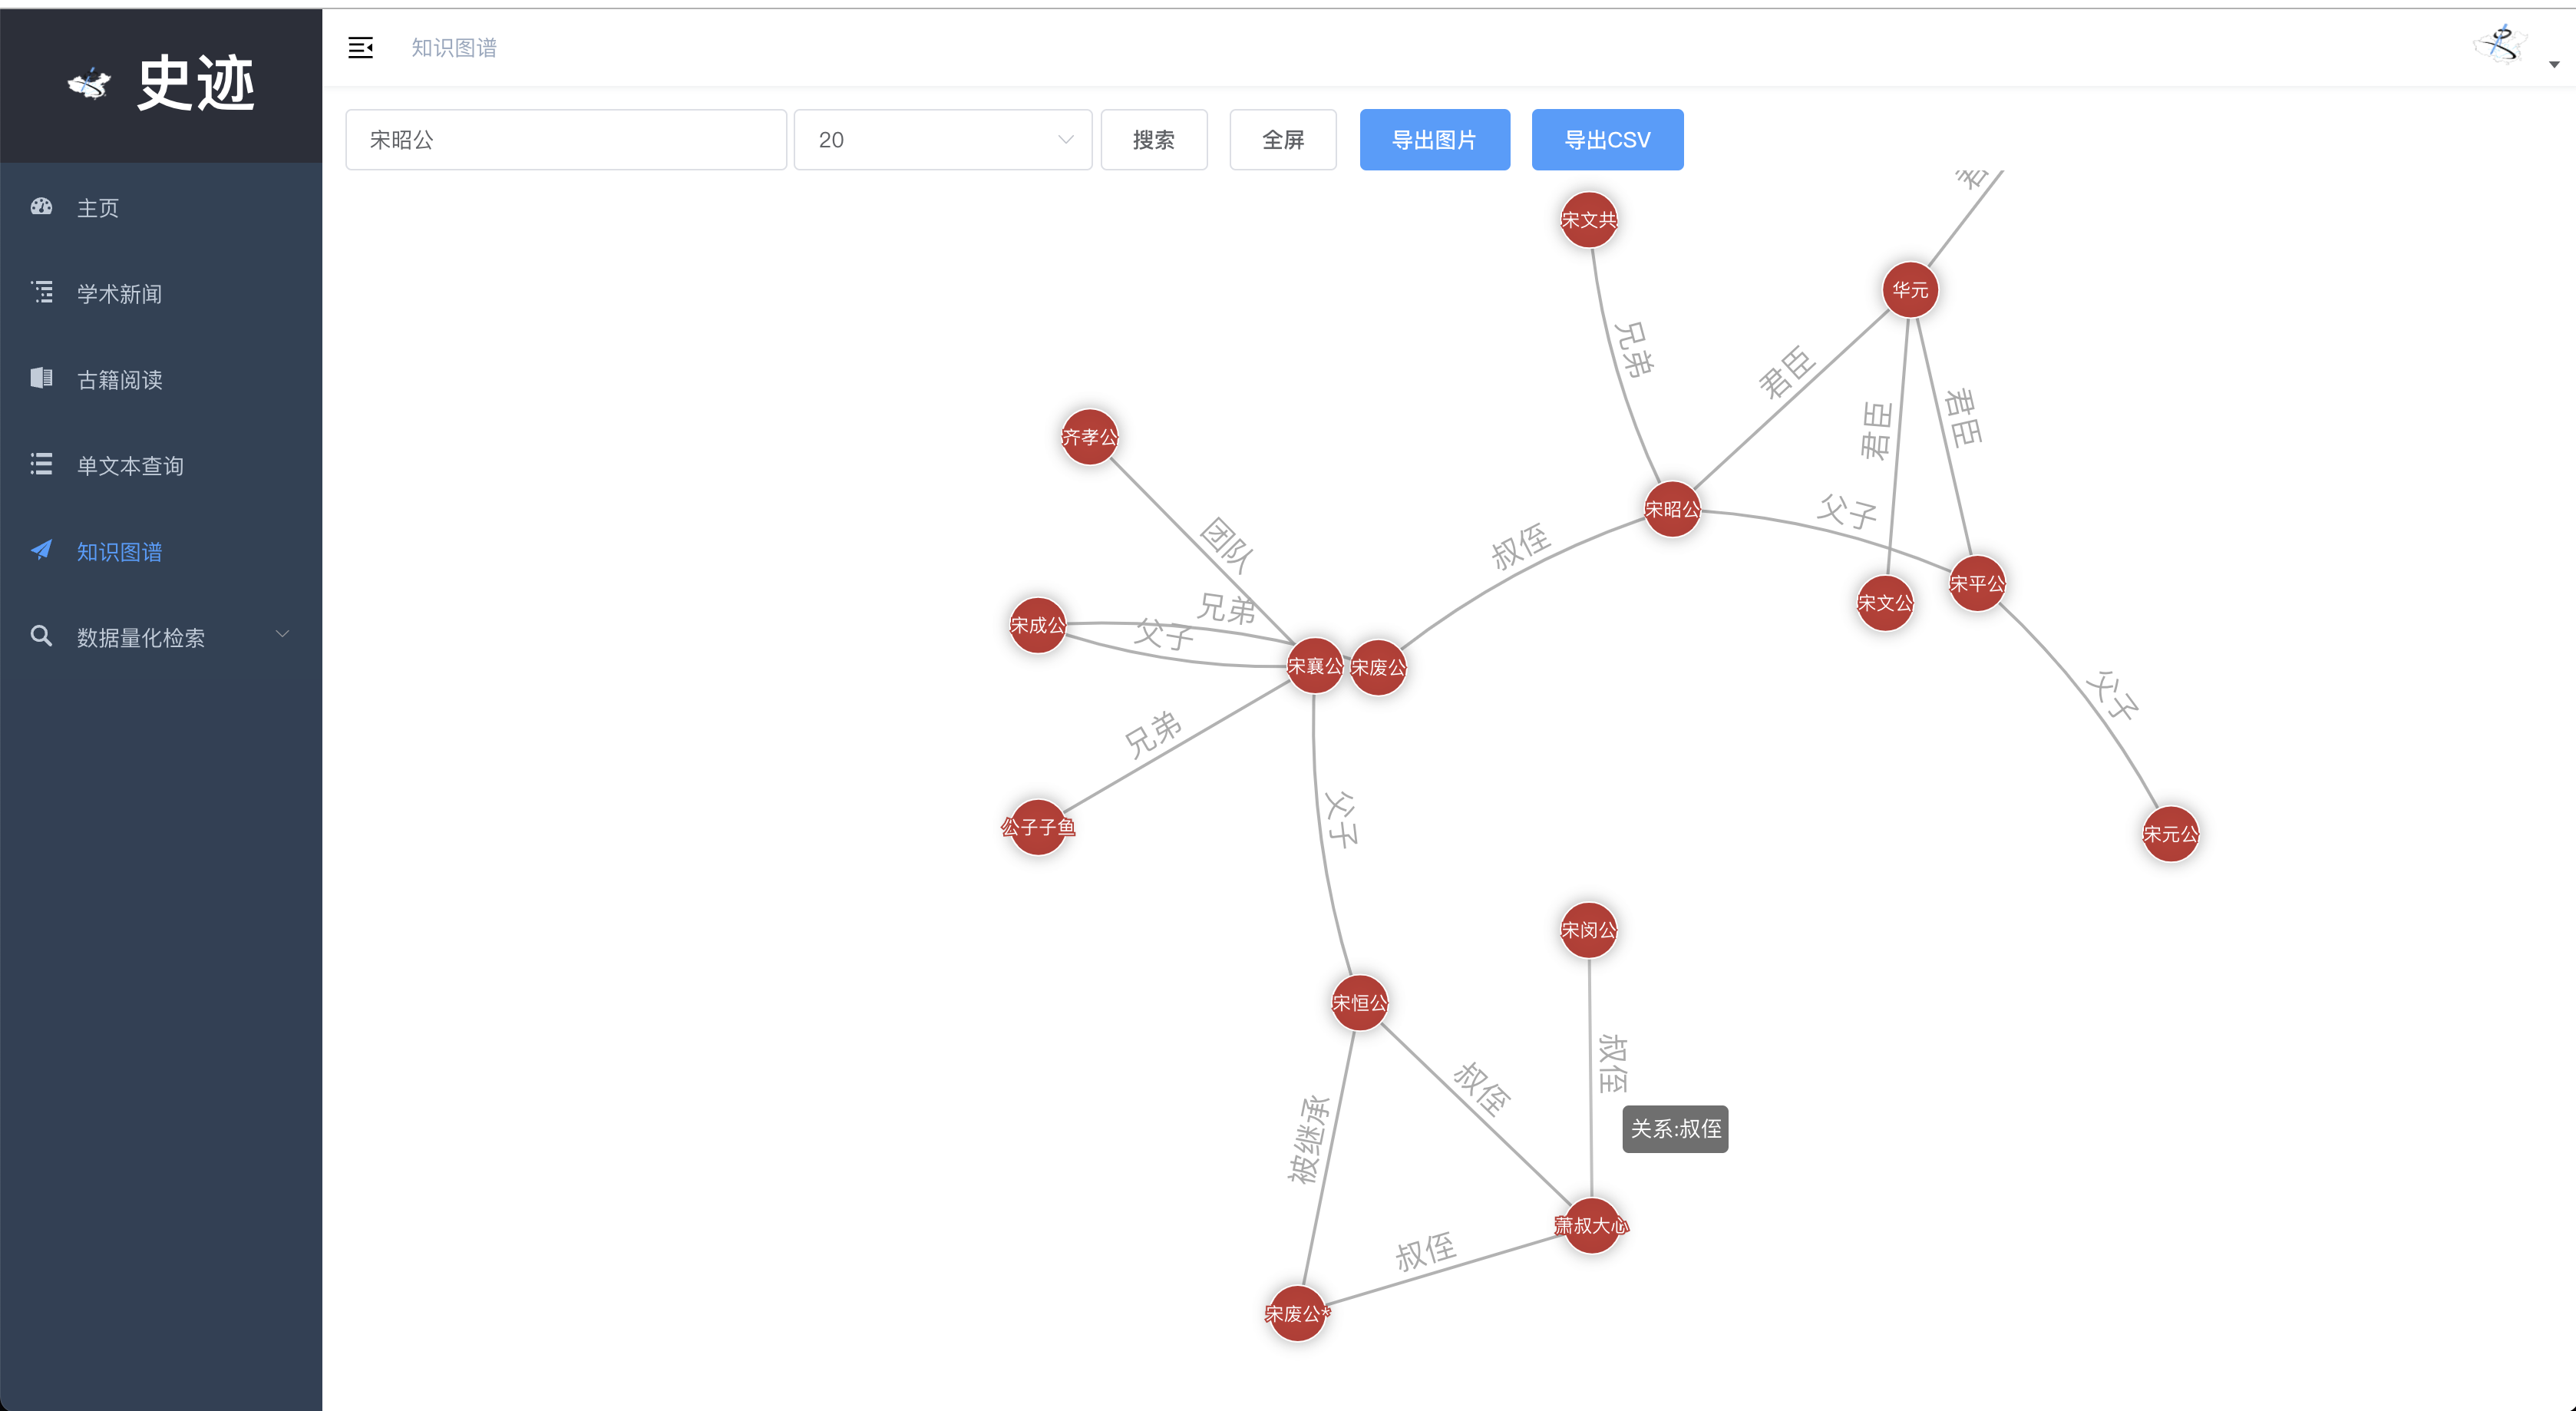 史迹
知识图谱
宋昭公
20
搜索
全屏
导出图片
导出CSV
主页
学术新闻
古籍阅读
单文本查询
知识图谱
数据量化检索
君
宋文共
华元
兄弟
君臣
君臣
君臣
齐孝公
宋昭公
父子
团队
叔侄
宋平公
宋文公
兄弟
宋成公
父子
宋襄公
宋废公
父子
兄弟
父子
公子子鱼
宋元公
宋闵公
宋恒公
叔侄
叔侄
被继承
关系:叔侄
萧叔大心
叔侄
宋废公*